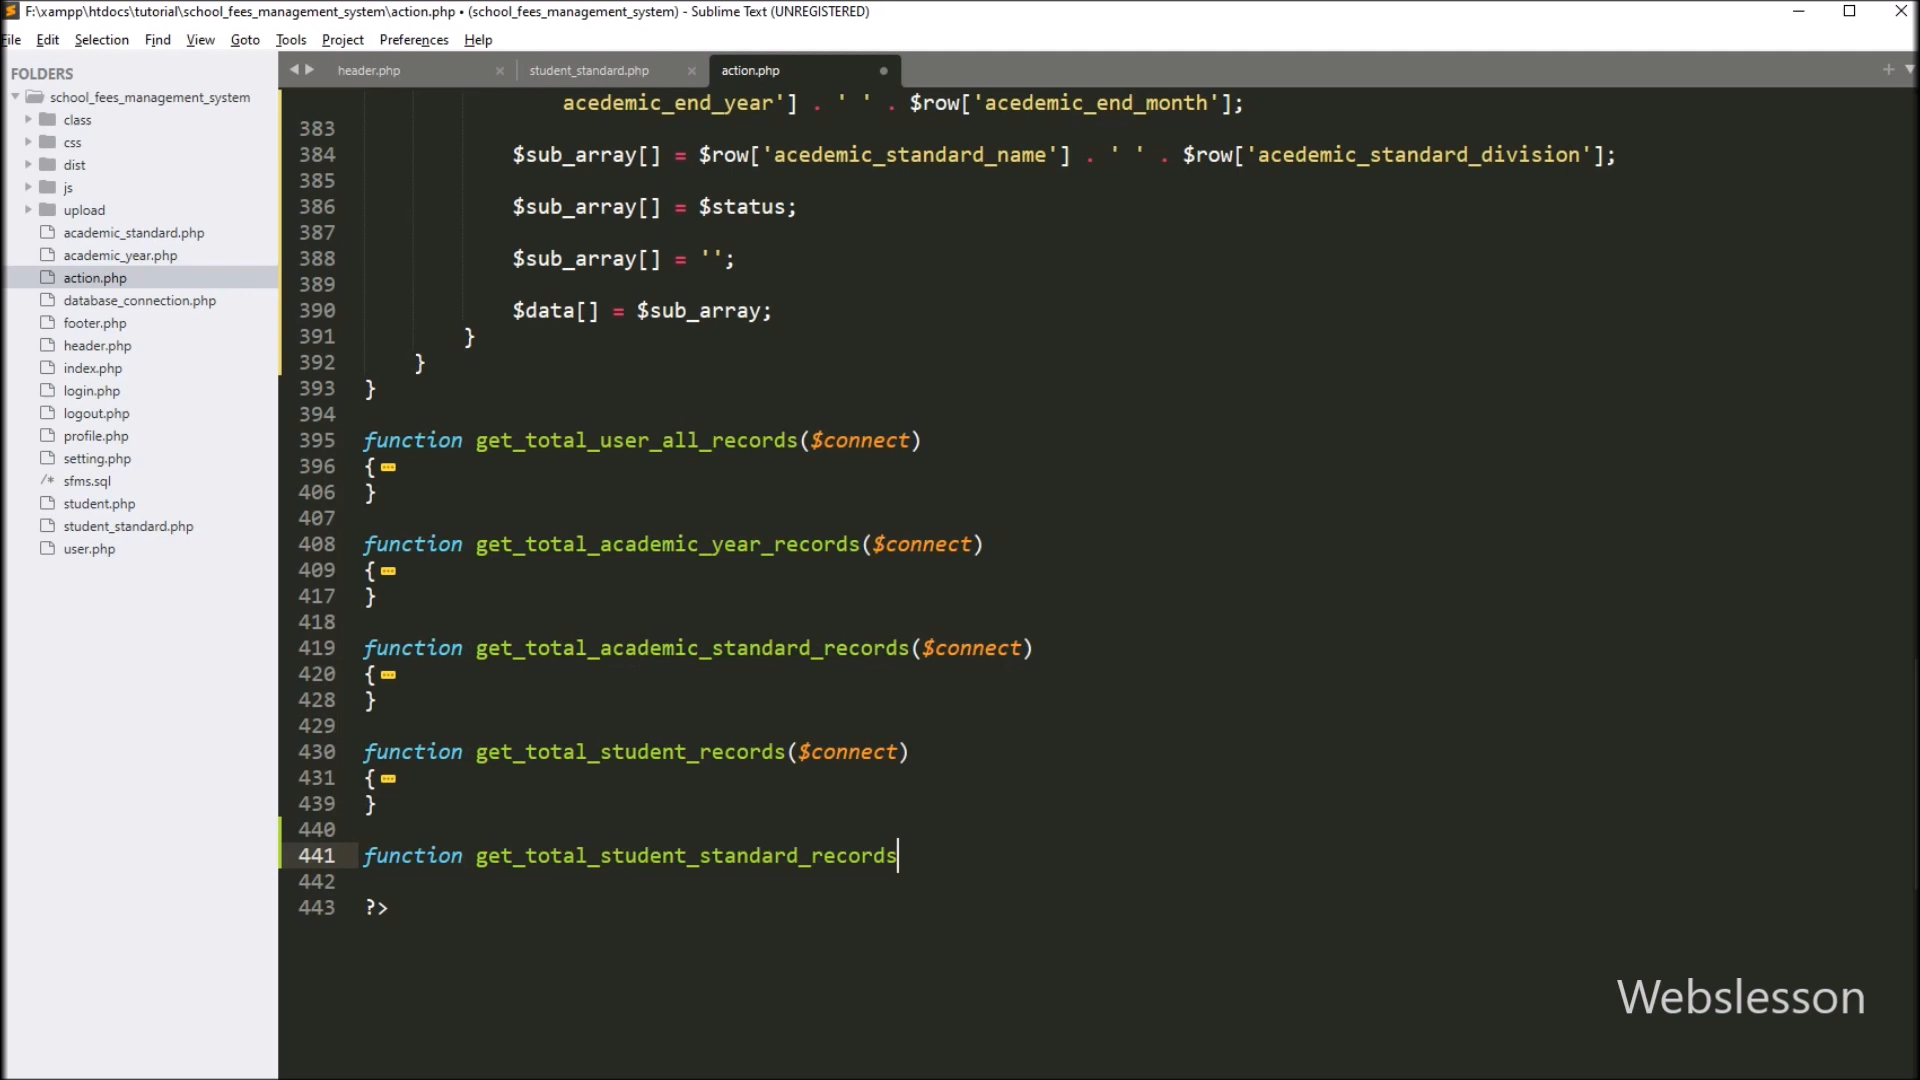 F:\xampp\htdocs\tutorial\school_fees_management_system\action.php • (school_fees_management_system) - Sublime Text (UNREGISTERED)
File Edit Selection Find View Goto Tools Project Preferences Help
FOLDERS
school_fees_management_system
class
css
dist
js
upload
academic_standard.php
academic_year.php
action.php
database_connection.php
footer.php
header.php
index.php
login.php
logout.php
profile.php
setting.php
/* sfms.sql
student.php
student_standard.php
user.php
header.php × student_standard.php × action.php
acedemic_end_year'] . ' ' . $row['acedemic_end_month'];
383
384 $sub_array[] = $row['acedemic_standard_name'] . ' ' . $row['acedemic_standard_division'];
385
386 $sub_array[] = $status;
387
388 $sub_array[] = '';
389
390 $data[] = $sub_array;
391 }
392 }
393 }
394
395 function get_total_user_all_records($connect)
396 {
406 }
407
408 function get_total_academic_year_records($connect)
409 {
417 }
418
419 function get_total_academic_standard_records($connect)
420 {
428 }
429
430 function get_total_student_records($connect)
431 {
439 }
440
441 function get_total_student_standard_records
442
443 ?>
Webslesson